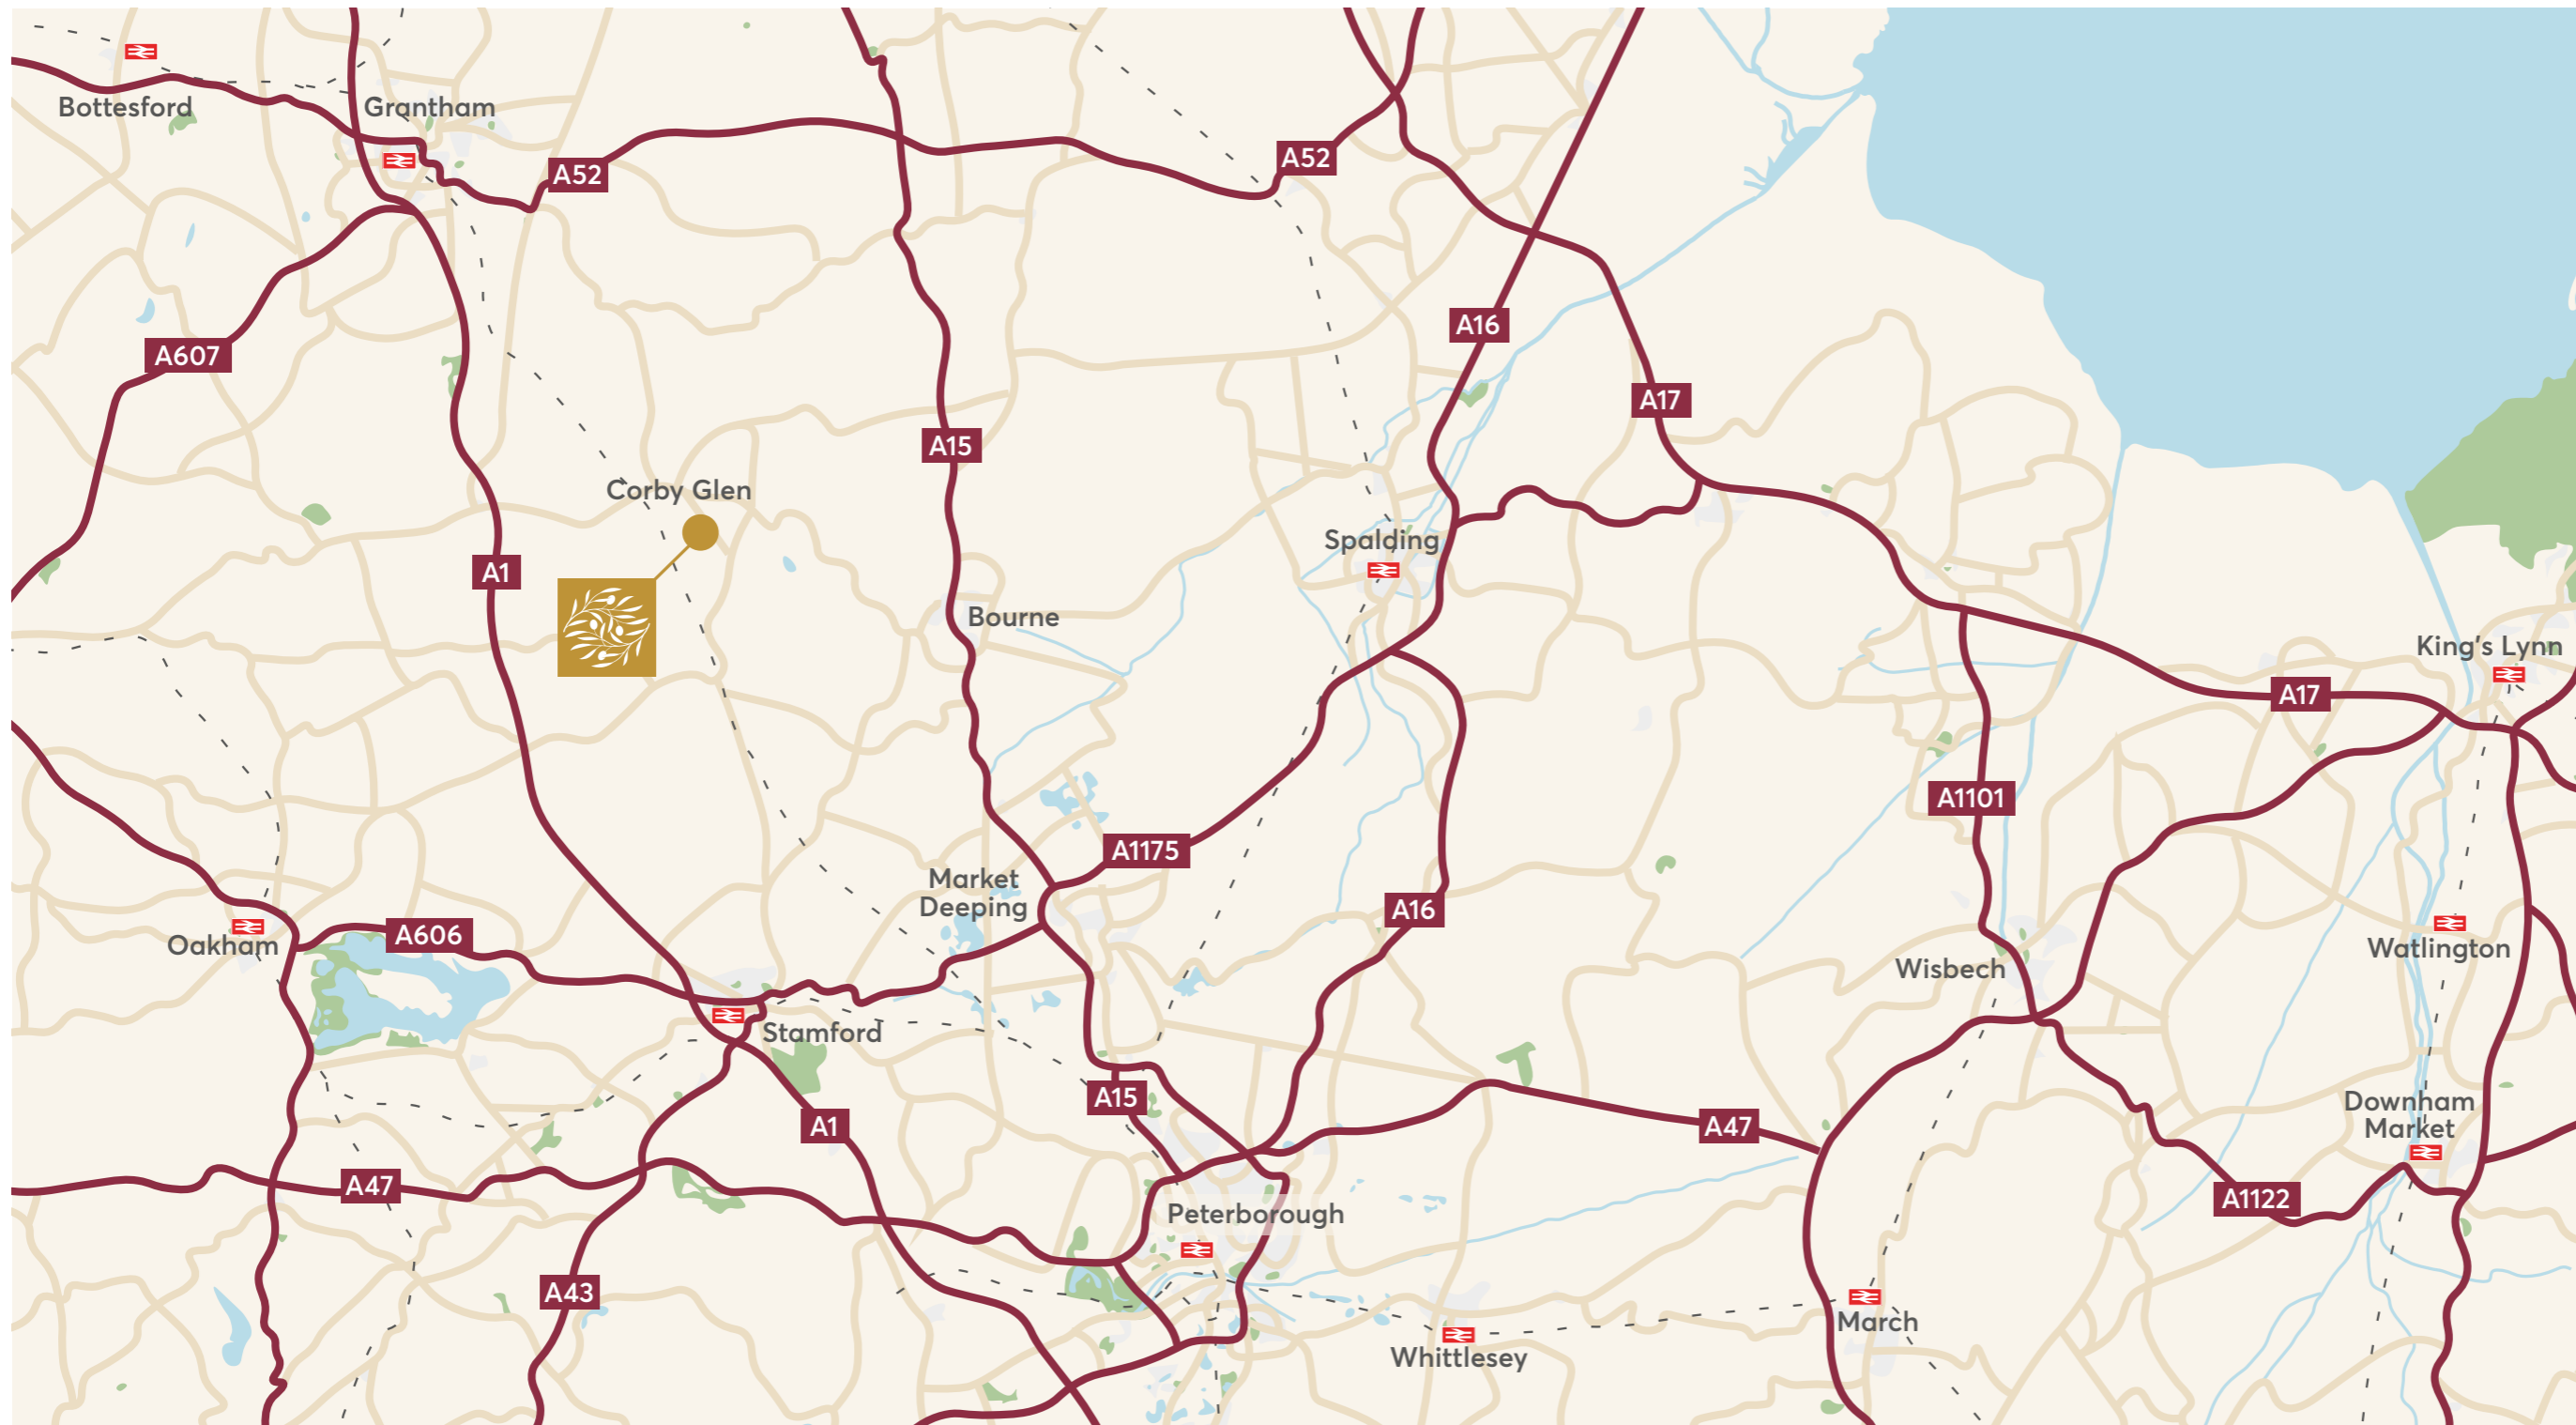 Bottesford
Grantham
A52
A52
A16
A607
A17
A15
Corby Glen
Spalding
A1
Bourne
King's Lynn
A17
A1101
A1175
Market
Deeping
A16
A606
Oakham
Watlington
Wisbech
Stamford
A15
Downham
Market
A1
A47
A47
A1122
Peterborough
A43
March
Whittlesey